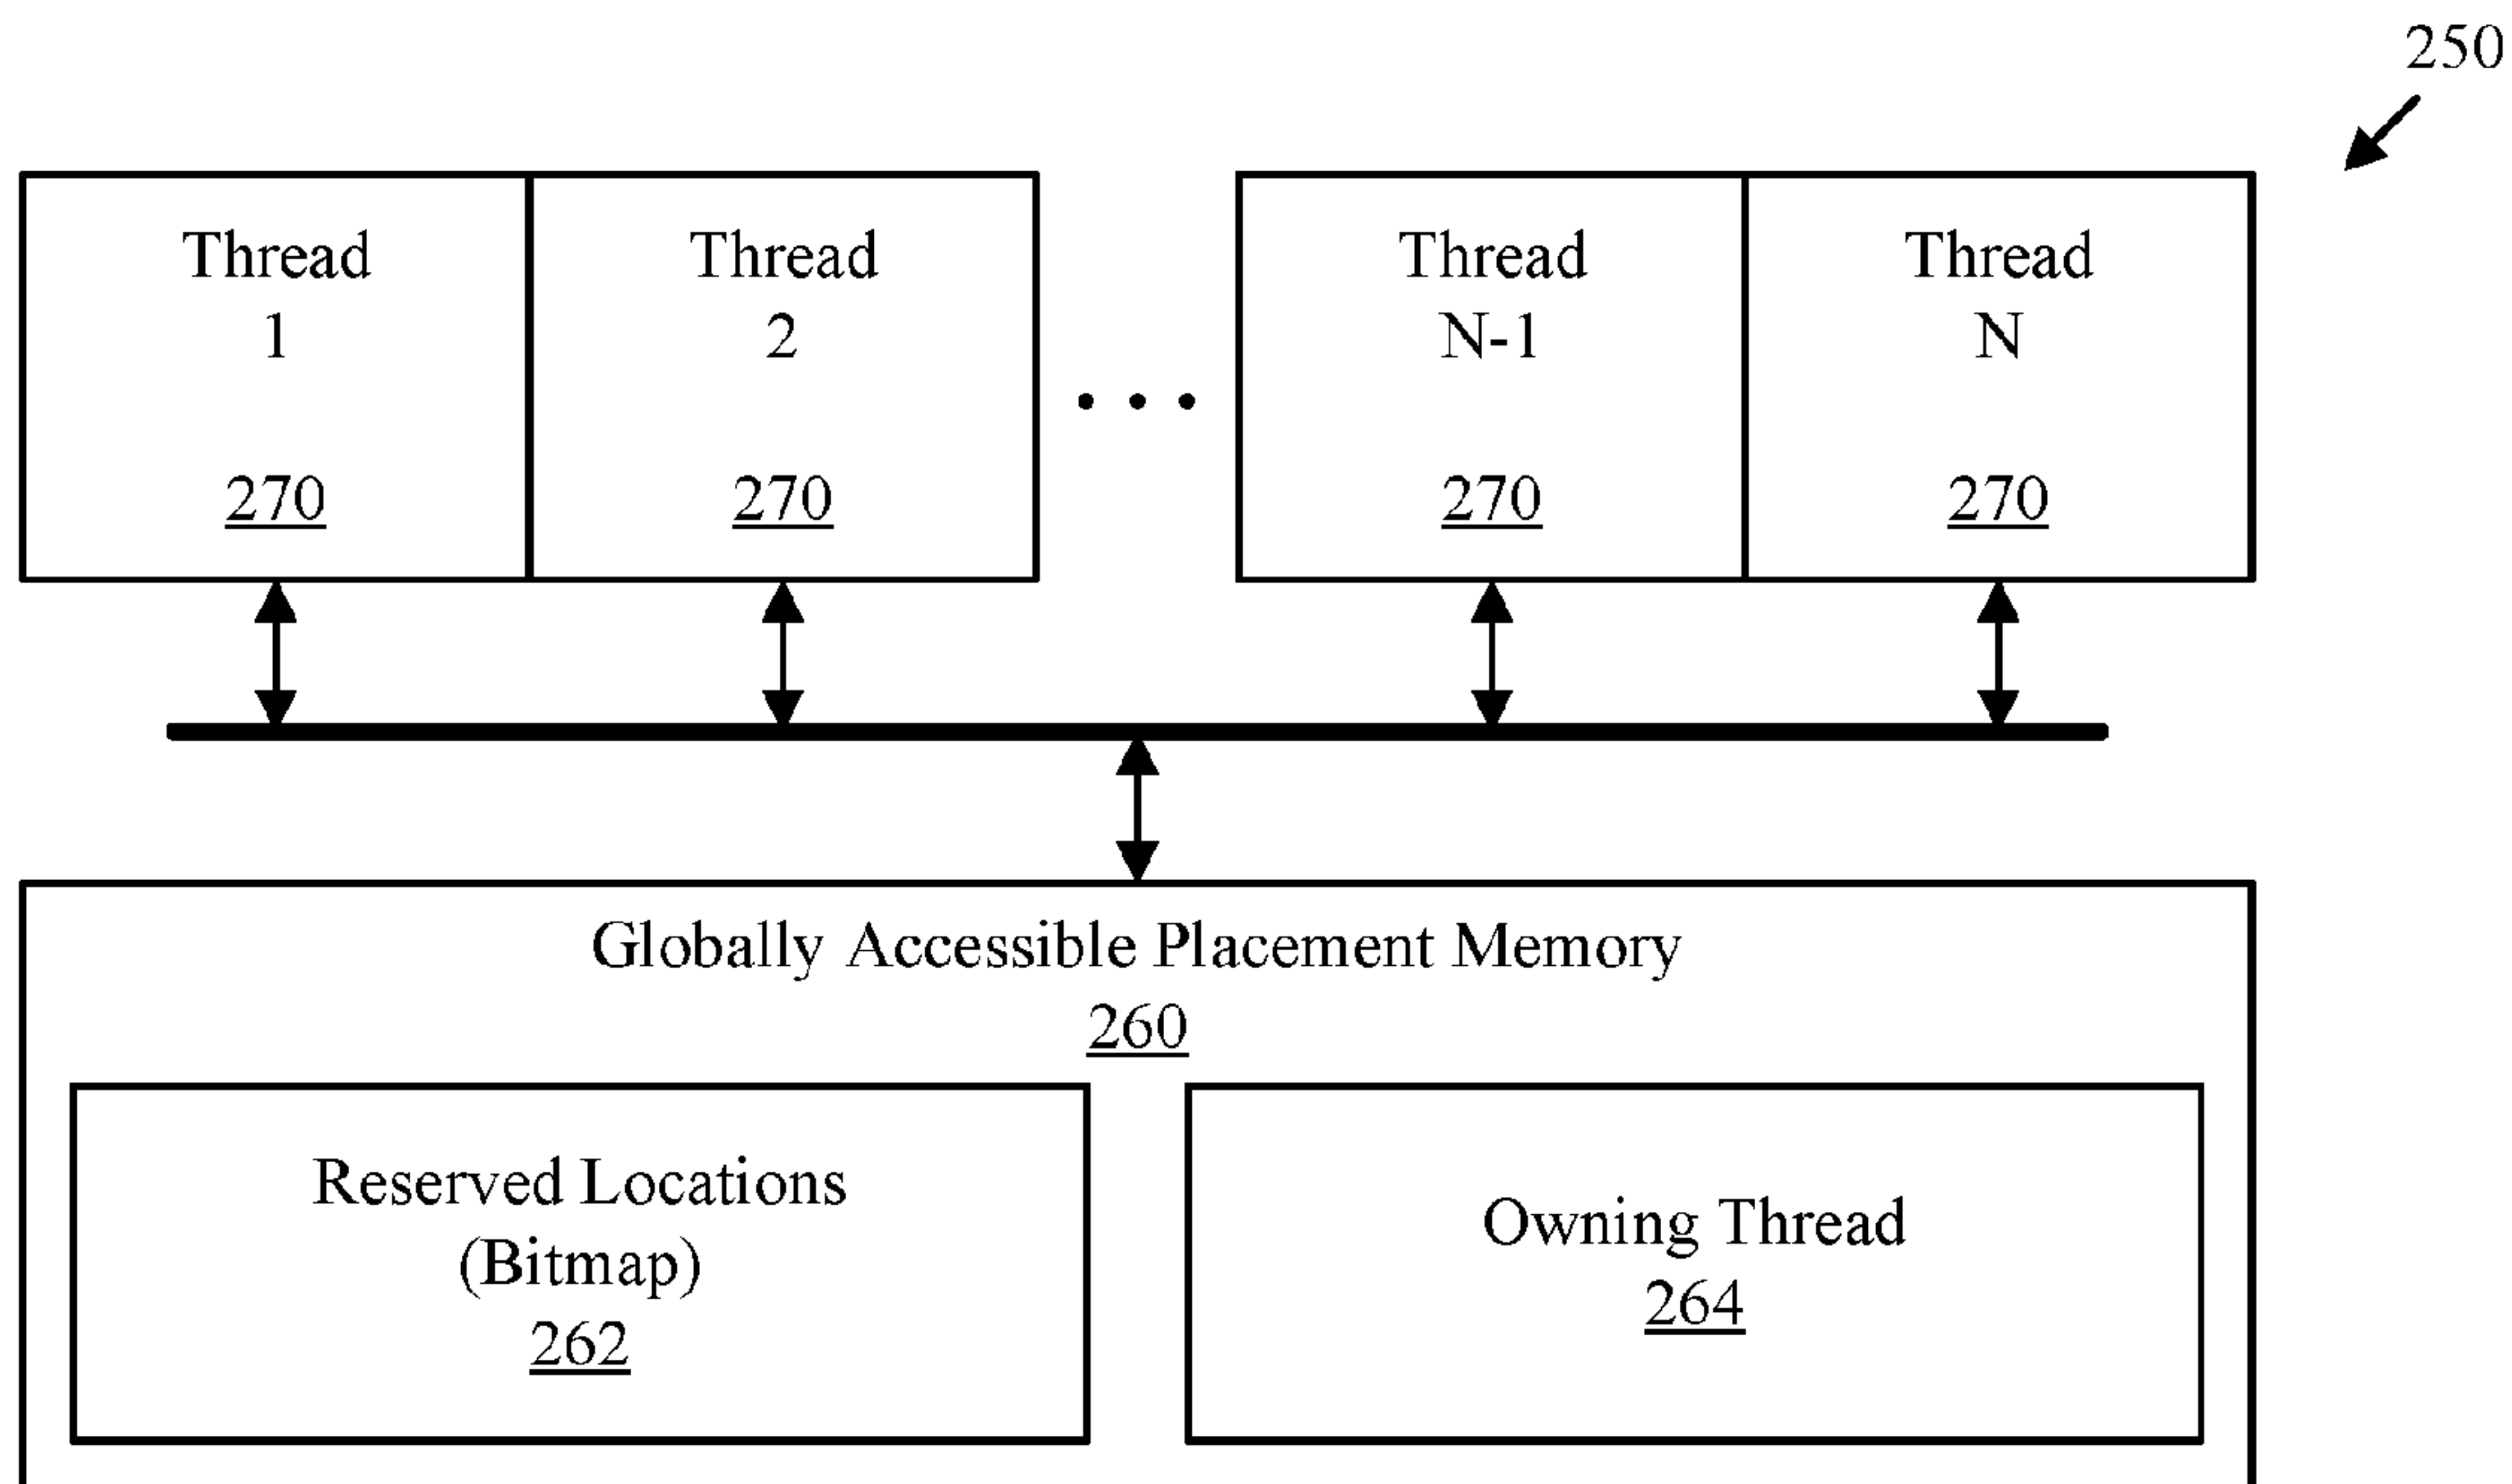 250
Thread
1
270
Thread
2
270
Thread
N-1
270
Thread
N
270
Globally Accessible Placement Memory
260
Reserved Locations
(Bitmap)
262
Owning Thread
264